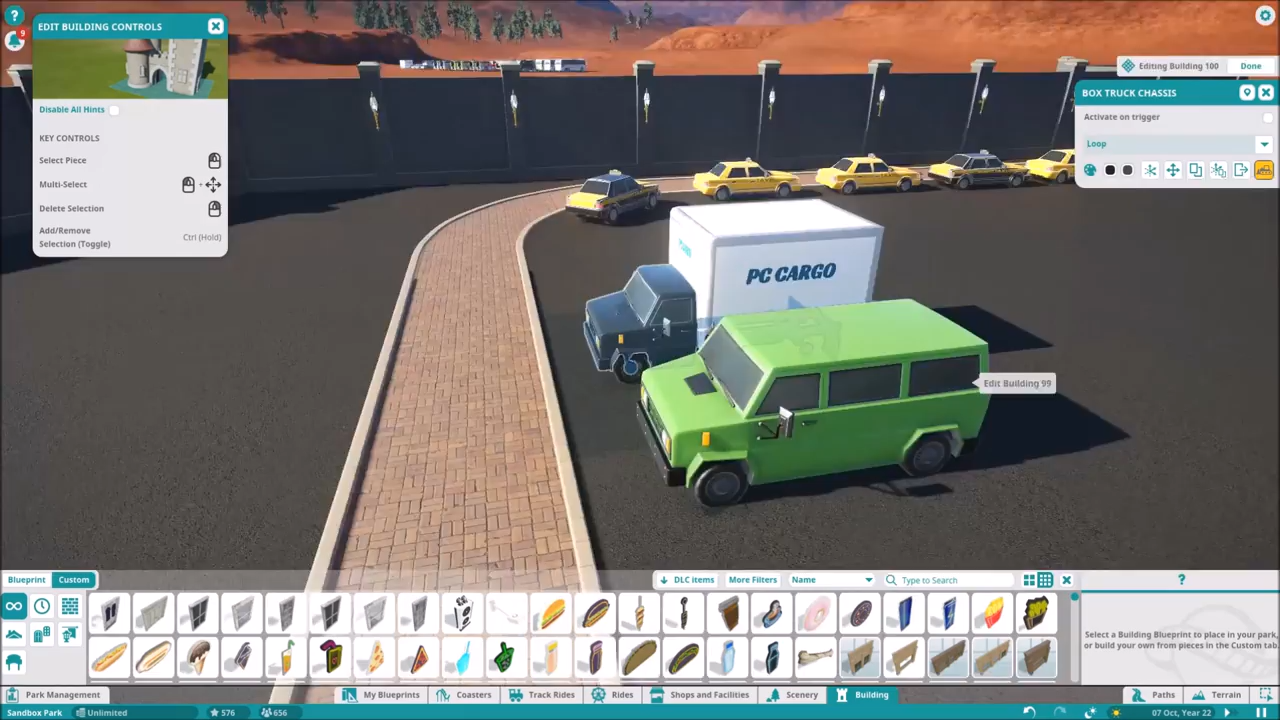 ?
EDIT BUILDING CONTROLS
9
Disable All Hints
KEY CONTROLS
Select Piece
Multi-Select
Delete Selection
Add/Remove
Selection (Toggle)
Ctrl (Hold)
Editing Building 100
Done
BOX TRUCK CHASSIS
Activate on trigger
Loop
PC CARGO
Edit Building 99
Blueprint
Custom
DLC items
More Filters
Name
Type to Search
?
Select a Building Blueprint to place in your park,
or build your own from pieces in the Custom tab.
Park Management
My Blueprints
Coasters
Track Rides
Rides
Shops and Facilities
Scenery
Building
Paths
Terrain
Sandbox Park
Unlimited
576
656
07 Oct, Year 22